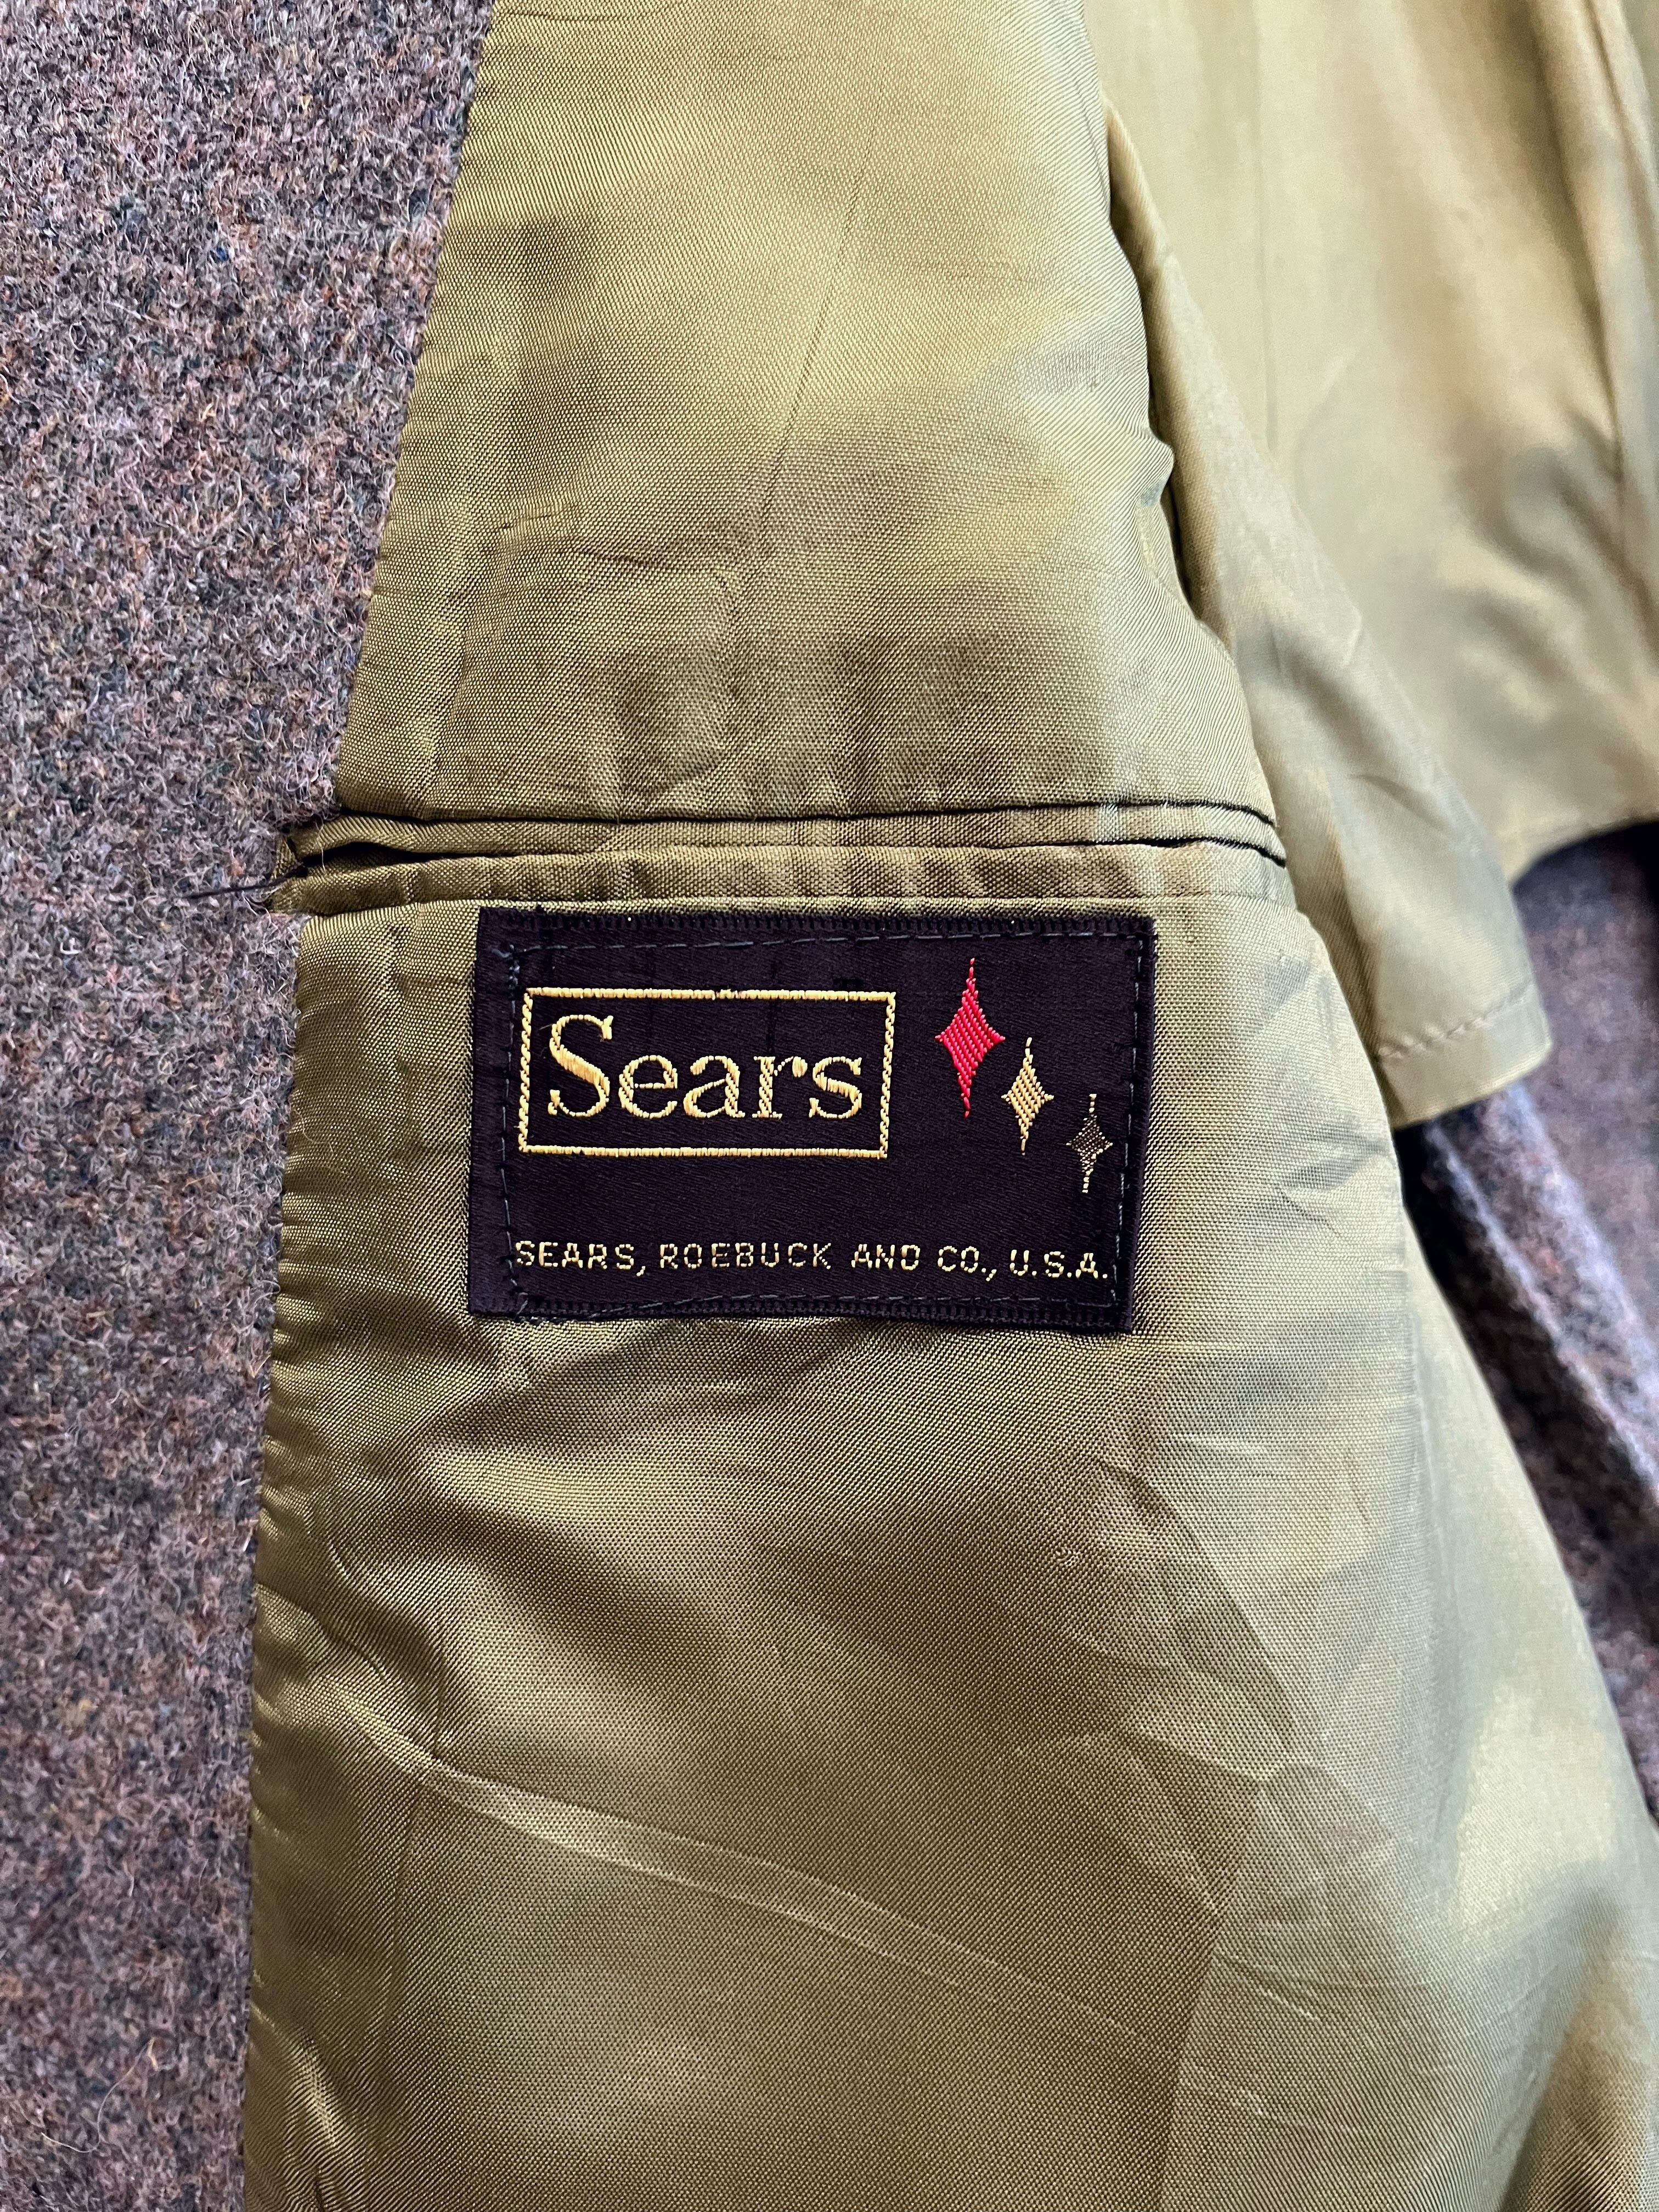 Sears
SEARS, ROEBUCK AND CO., U.S.A.